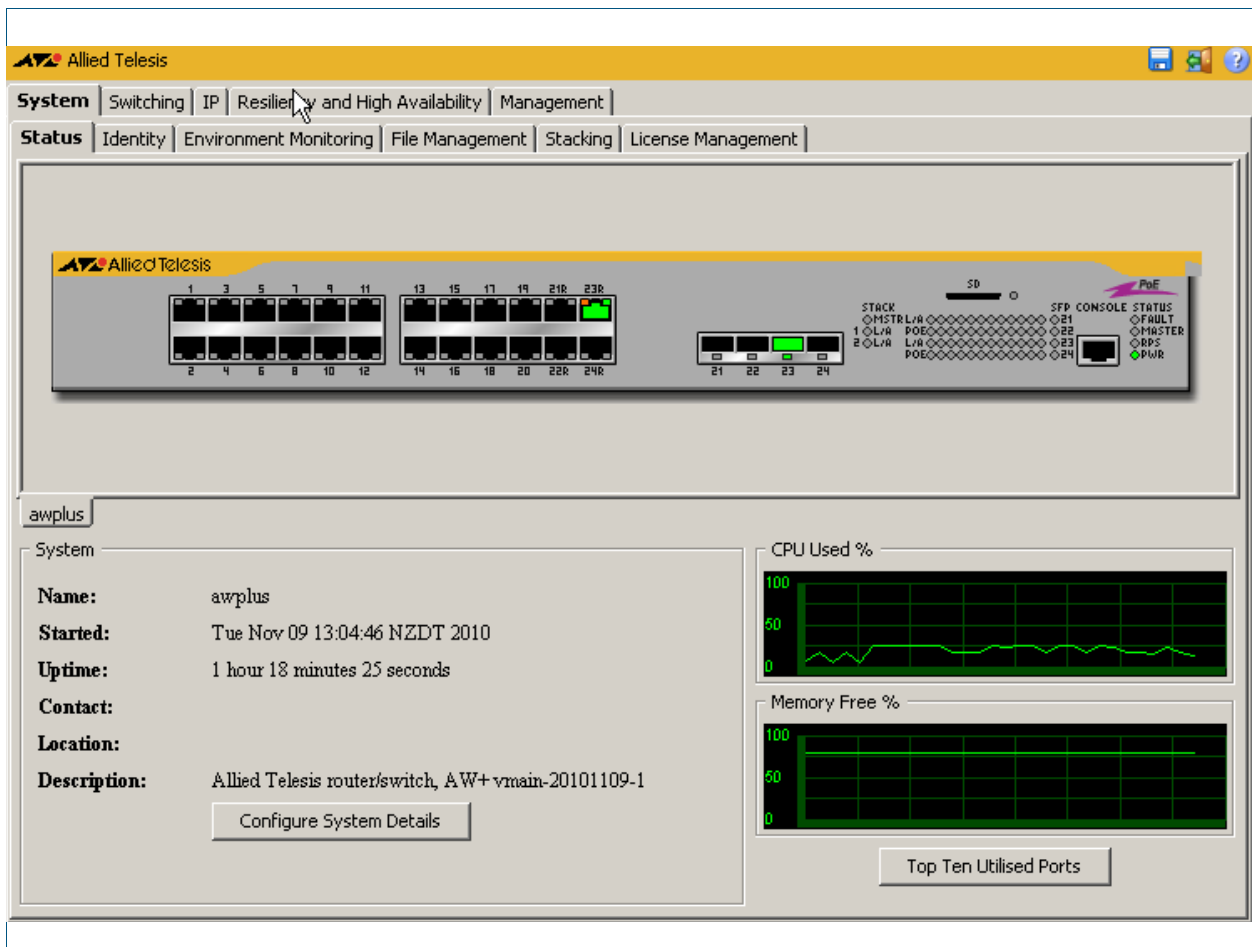 Allied Telesis
System Switching IP Resiliency and High Availability Management
Status Identity Environment Monitoring File Management Stacking License Management
Allied Telesis
1 3 5 7 9 11 13 15 17 19 21R 23R
2 4 6 8 10 12 14 16 18 20 22R 24R
21 22 23 24
SD
PoE
STACK SFP CONSOLE STATUS
MSTR L/A 21 FAULT
1 L/A POE 22 MASTER
2 L/A L/A 23 RPS
POE 24 PWR
awplus
System
Name: awplus
Started: Tue Nov 09 13:04:46 NZDT 2010
Uptime: 1 hour 18 minutes 25 seconds
Contact:
Location:
Description: Allied Telesis router/switch, AW+ vmain-20101109-1
Configure System Details
CPU Used %
100
50
0
Memory Free %
100
50
0
Top Ten Utilised Ports